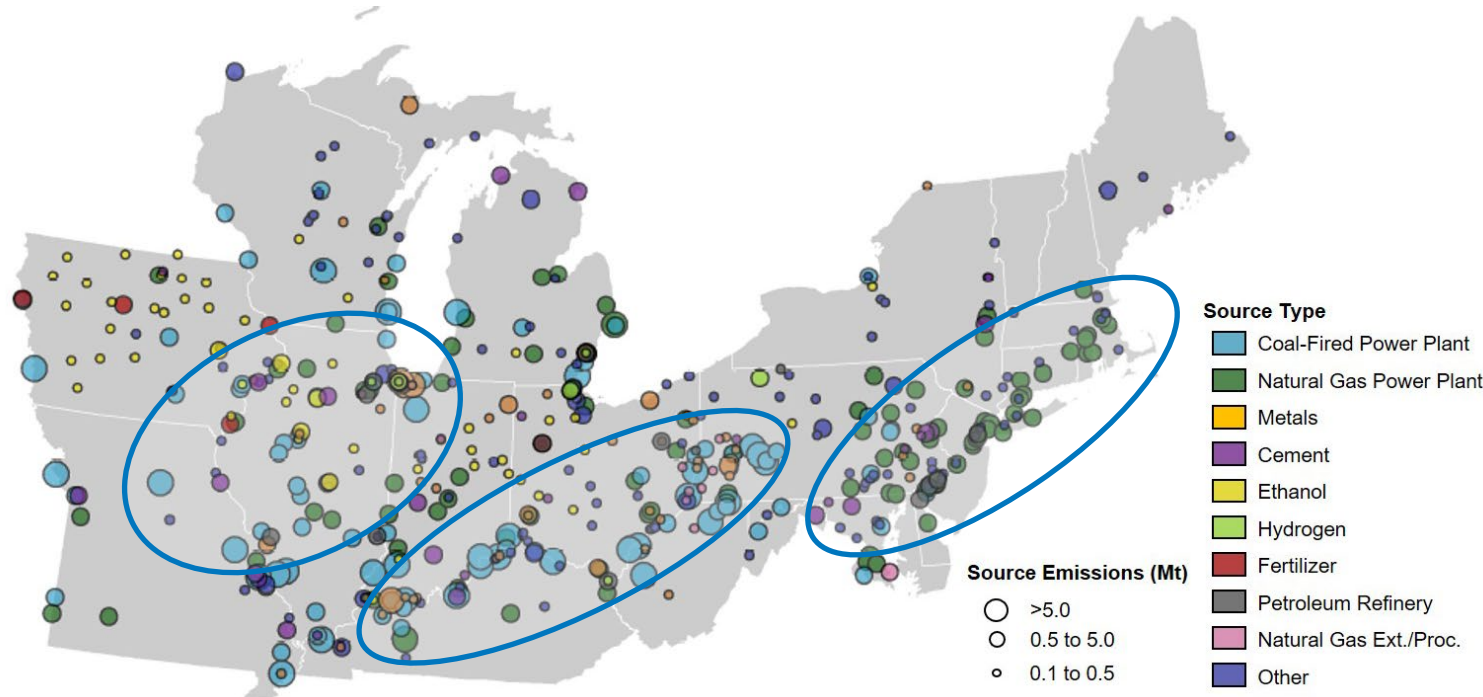 Source Type
Coal-Fired Power Plant
Natural Gas Power Plant
Metals
Cement
Ethanol
Hydrogen
Fertilizer
Petroleum Refinery
Natural Gas Ext./Proc.
Other
Source Emissions (Mt)
>5.0
0.5 to 5.0
0.1 to 0.5